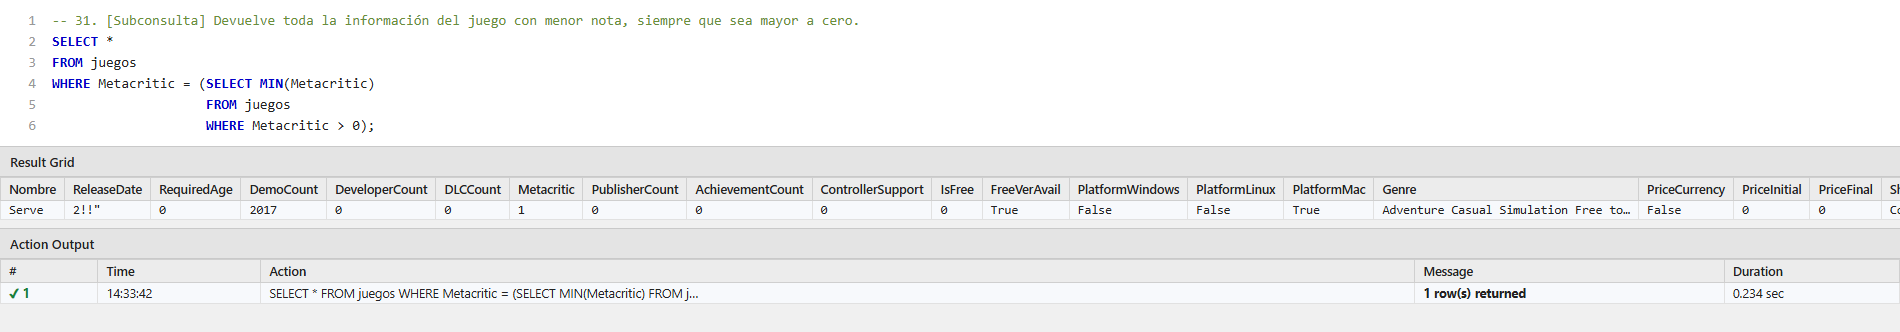 1 -- 31. [Subconsulta] Devuelve toda la información del juego con menor nota, siempre que sea mayor a cero.
2 SELECT *
3 FROM juegos
4 WHERE Metacritic = (SELECT MIN(Metacritic)
5 FROM juegos
6 WHERE Metacritic > 0);
Result Grid
Nombre ReleaseDate RequiredAge DemoCount DeveloperCount DLCCount Metacritic PublisherCount AchievementCount ControllerSupport IsFree FreeVerAvail PlatformWindows PlatformLinux PlatformMac Genre PriceCurrency PriceInitial PriceFinal
Serve 2!!" 0 2017 0 0 1 0 0 0 0 True False False True Adventure Casual Simulation Free to... False 0 0
Action Output
# Time Action Message Duration
✓ 1 14:33:42 SELECT * FROM juegos WHERE Metacritic = (SELECT MIN(Metacritic) FROM j... 1 row(s) returned 0.234 sec